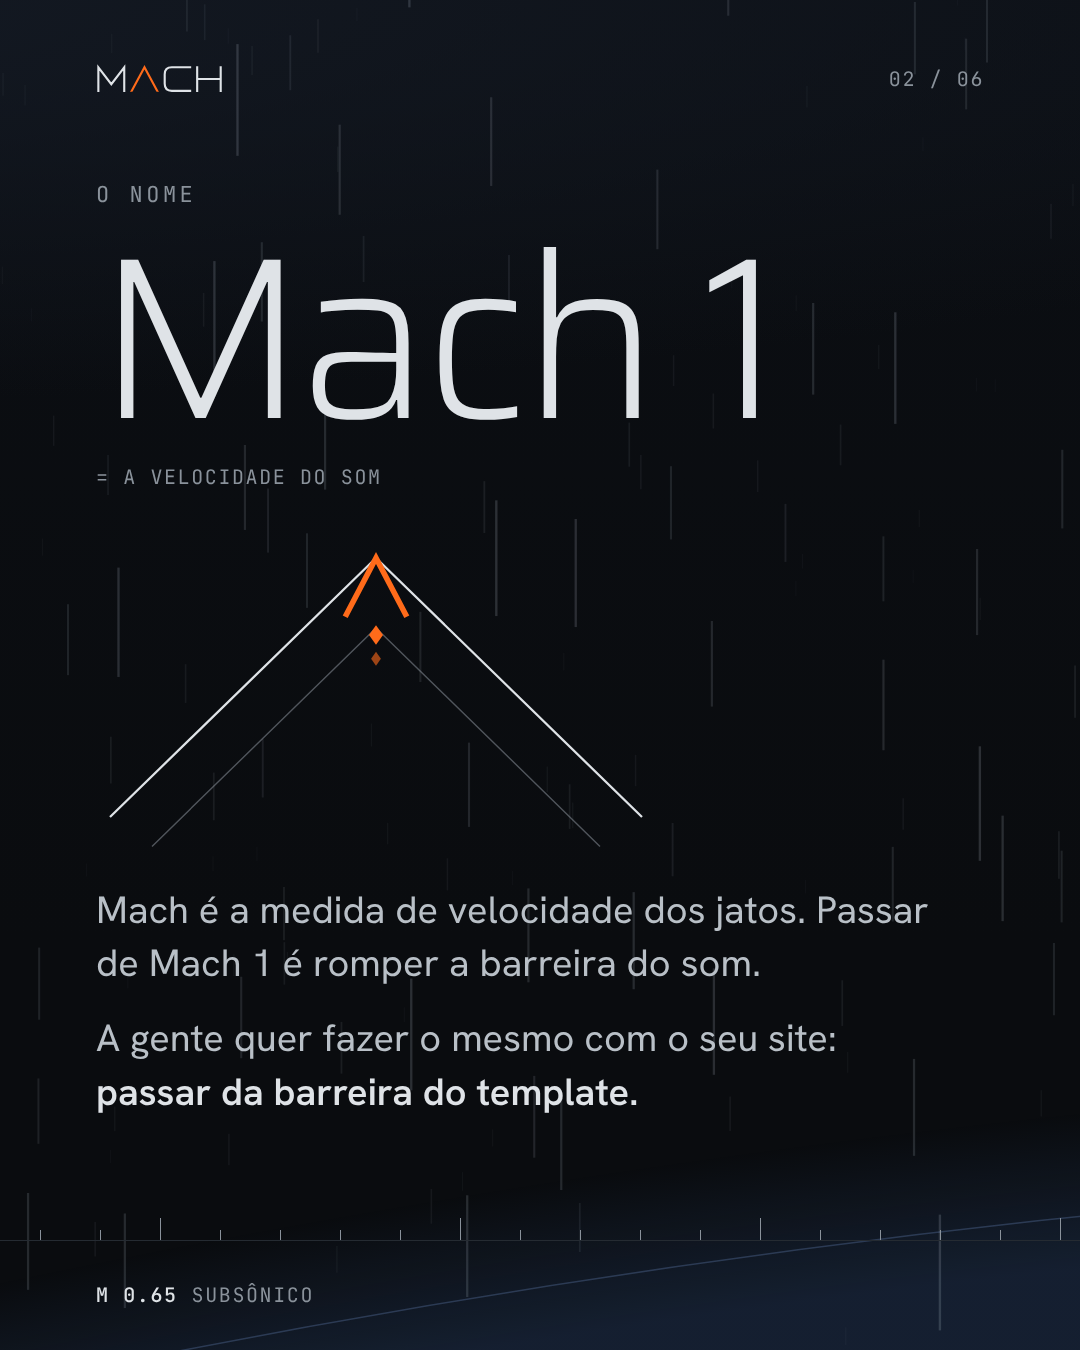 MACH
02 / 06
O NOME
Mach 1
= A VELOCIDADE DO SOM
Mach é a medida de velocidade dos jatos. Passar
de Mach 1 é romper a barreira do som.
A gente quer fazer o mesmo com o seu site:
passar da barreira do template.
M 0.65 SUBSÔNICO